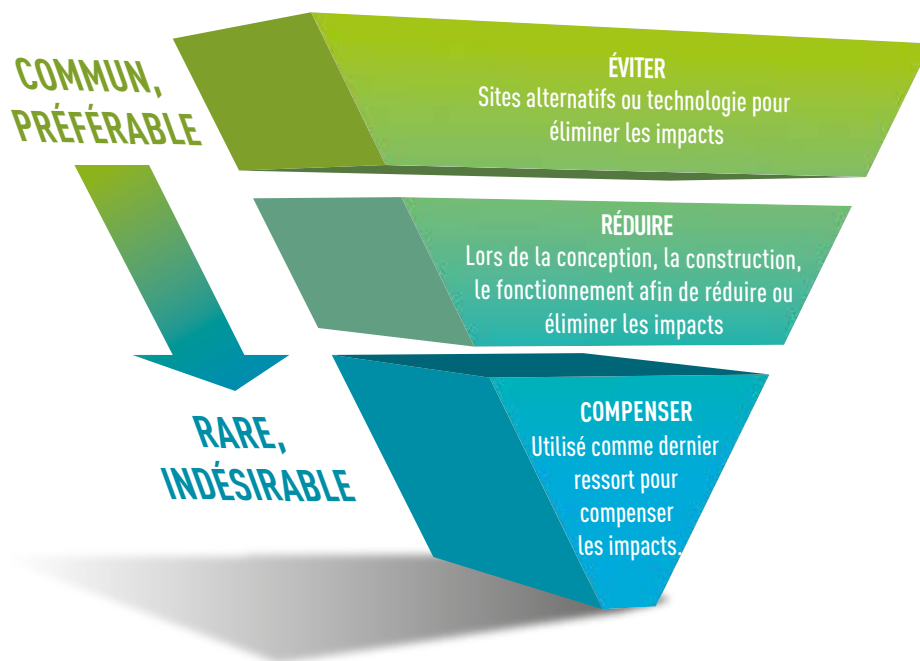 COMMUN,
PRÉFÉRABLE
ÉVITER
Sites alternatifs ou technologie pour
éliminer les impacts
RÉDUIRE
Lors de la conception, la construction,
le fonctionnement afin de réduire ou
éliminer les impacts
RARE,
INDÉSIRABLE
COMPENSER
Utilisé comme dernier
ressort pour
compenser
les impacts.